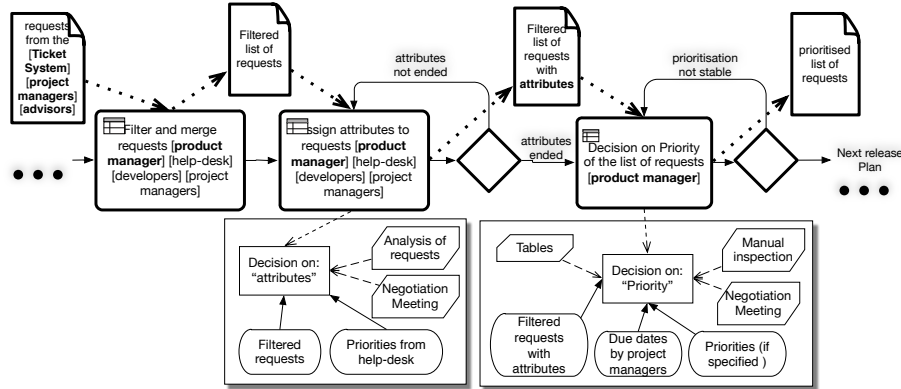 requests
from the
[Ticket
System]
[project
managers]
[advisors]
Filtered
list of
requests
attributes
not ended
Filtered
list of
requests
with
attributes
prioritisation
not stable
prioritised
list of
requests
Filter and merge
requests [product
manager] [help-desk]
[developers] [project
managers]
ssign attributes to
requests [product
manager] [help-desk]
[developers] [project
managers]
attributes
ended
Decision on Priority
of the list of requests
[product manager]
Next release
Plan
Decision on:
“attributes”
Analysis of
requests
Negotiation
Meeting
Filtered
requests
Priorities from
help-desk
Tables
Decision on:
“Priority”
Manual
inspection
Negotiation
Meeting
Filtered
requests with
attributes
Due dates
by project
managers
Priorities (if
specified )